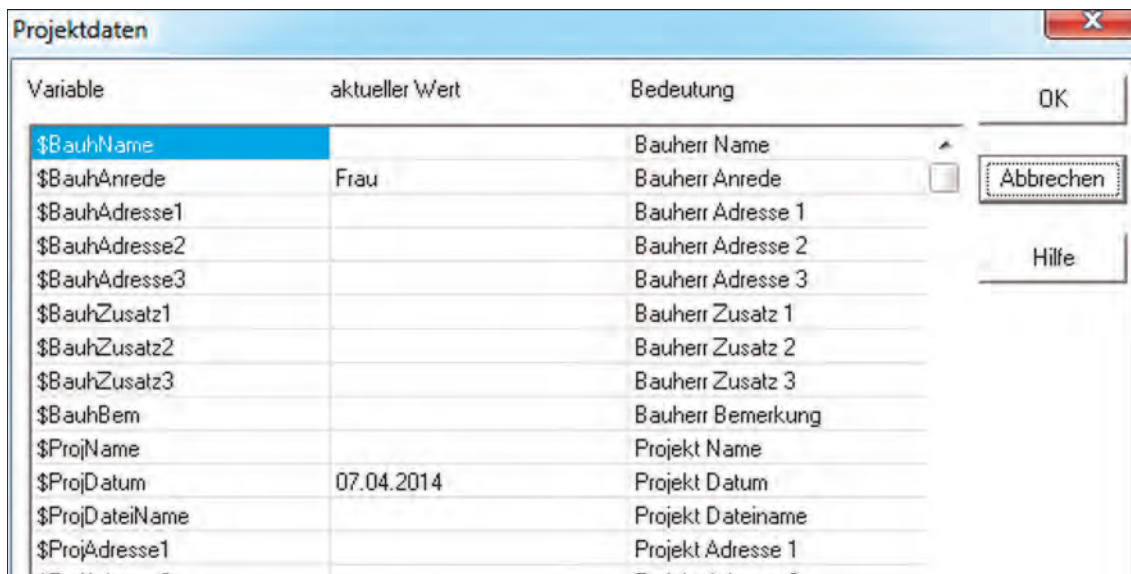 Projektdaten
Variable aktueller Wert Bedeutung
OK
$BauhName Bauherr Name
$BauhAnrede Frau Bauherr Anrede
Abbrechen
$BauhAdresse1 Bauherr Adresse 1
$BauhAdresse2 Bauherr Adresse 2
Hilfe
$BauhAdresse3 Bauherr Adresse 3
$BauhZusatz1 Bauherr Zusatz 1
$BauhZusatz2 Bauherr Zusatz 2
$BauhZusatz3 Bauherr Zusatz 3
$BauhBem Bauherr Bemerkung
$ProjName Projekt Name
$ProjDatum 07.04.2014 Projekt Datum
$ProjDateiName Projekt Dateiname
$ProjAdresse1 Projekt Adresse 1